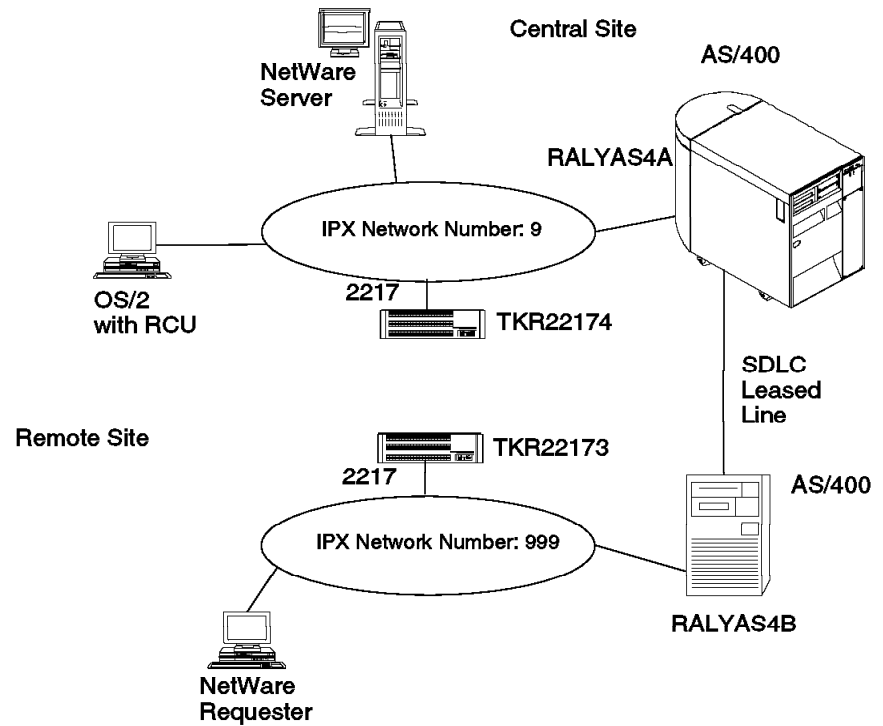 Central Site
AS/400
NetWare
Server
RALYAS4A
IPX Network Number: 9
2217
OS/2
with RCU
TKR22174
SDLC
Leased
Line
Remote Site
TKR22173
2217
AS/400
IPX Network Number: 999
RALYAS4B
NetWare
Requester